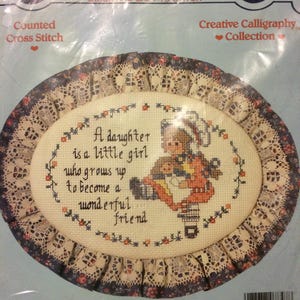 Counted
Cross Stitch
Creative Calligraphy
Collection
A daughter
is a little girl
who grows up
to become a
wonderful
friend